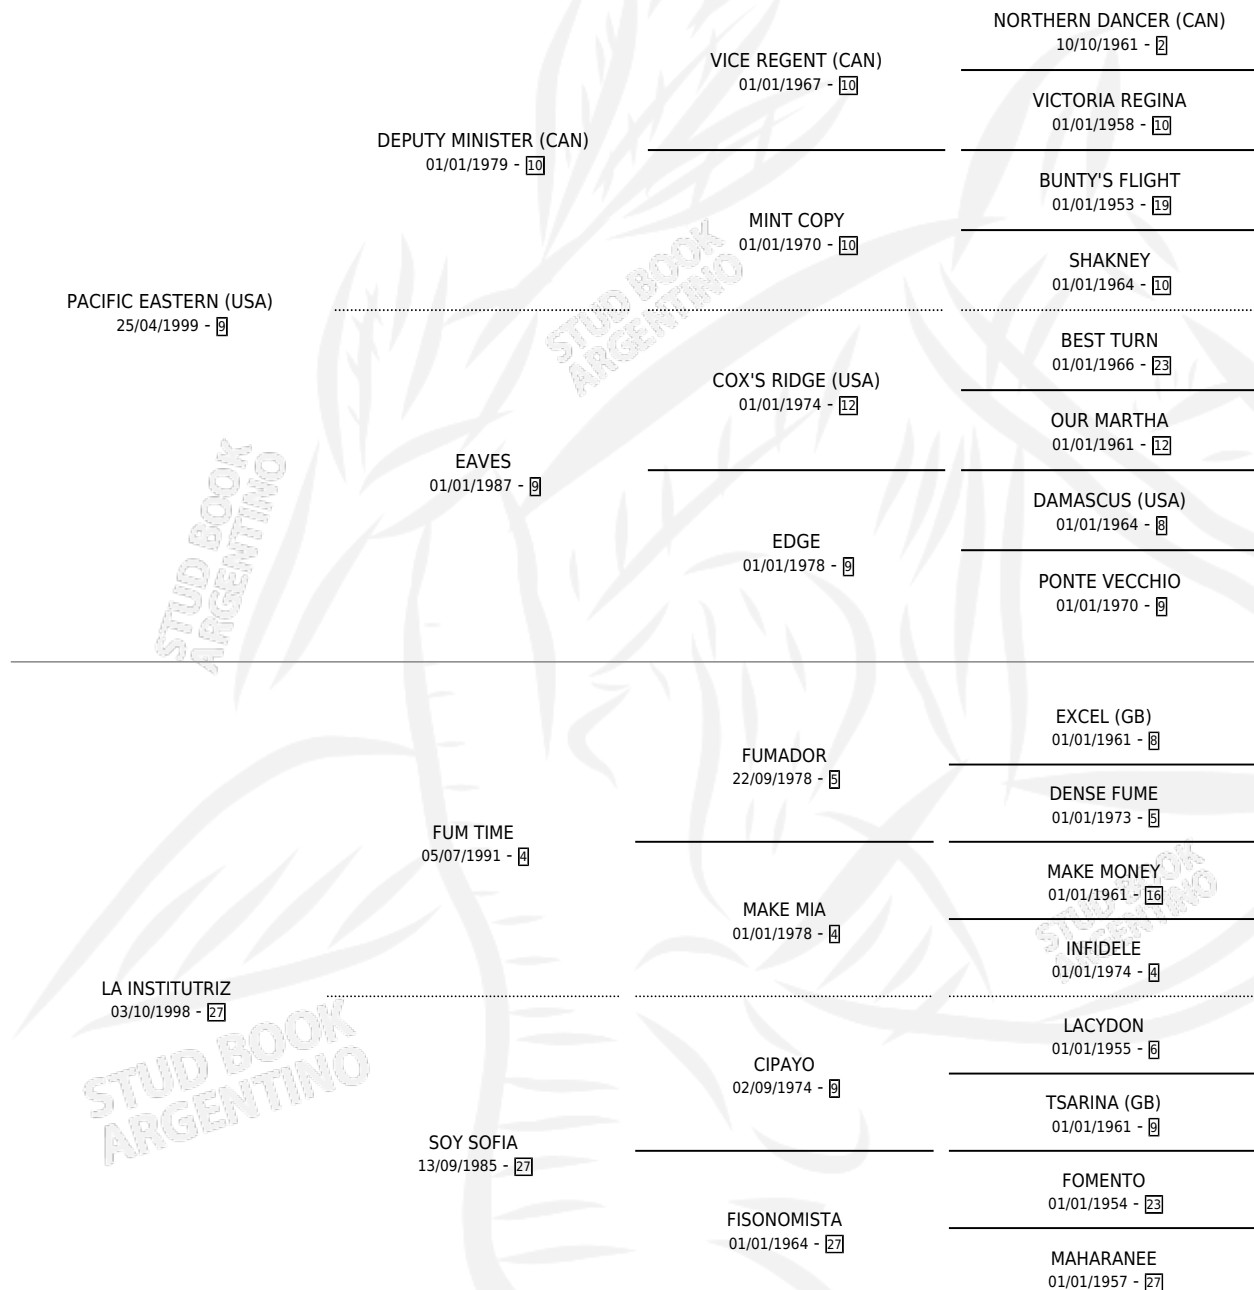 NORTHERN DANCER (CAN)
10/10/1961 - 2
VICE REGENT (CAN)
01/01/1967 - 10
VICTORIA REGINA
01/01/1958 - 10
DEPUTY MINISTER (CAN)
01/01/1979 - 10
BUNTY'S FLIGHT
01/01/1953 - 19
MINT COPY
01/01/1970 - 10
SHAKNEY
01/01/1964 - 10
STUD BOOK
ARGENTINO
PACIFIC EASTERN (USA)
25/04/1999 - 9
BEST TURN
01/01/1966 - 23
COX'S RIDGE (USA)
01/01/1974 - 12
OUR MARTHA
01/01/1961 - 12
EAVES
01/01/1987 - 9
DAMASCUS (USA)
01/01/1964 - 8
EDGE
01/01/1978 - 9
PONTE VECCHIO
01/01/1970 - 9
STUD BOOK
ARGENTINO
EXCEL (GB)
01/01/1961 - 8
FUMADOR
22/09/1978 - 5
DENSE FUME
01/01/1973 - 5
FUM TIME
05/07/1991 - 4
MAKE MONEY
01/01/1961 - 16
MAKE MIA
01/01/1978 - 4
INFIDELE
01/01/1974 - 4
STUD BOOK
ARGENTINO
LA INSTITUTRIZ
03/10/1998 - 27
LACYDON
01/01/1955 - 6
CIPAYO
02/09/1974 - 9
TSARINA (GB)
01/01/1961 - 9
STUD BOOK
ARGENTINO
SOY SOFIA
13/09/1985 - 27
FOMENTO
01/01/1954 - 23
FISONOMISTA
01/01/1964 - 27
MAHARANEE
01/01/1957 - 27